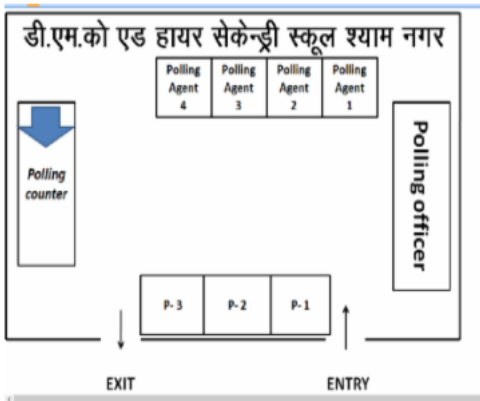 डी.एम.को एड हायर सेकेन्ड्री स्कूल श्याम नगर
Polling Agent 4
Polling Agent 3
Polling Agent 2
Polling Agent 1
Polling counter
Polling officer
P- 3
P- 2
P- 1
EXIT
ENTRY